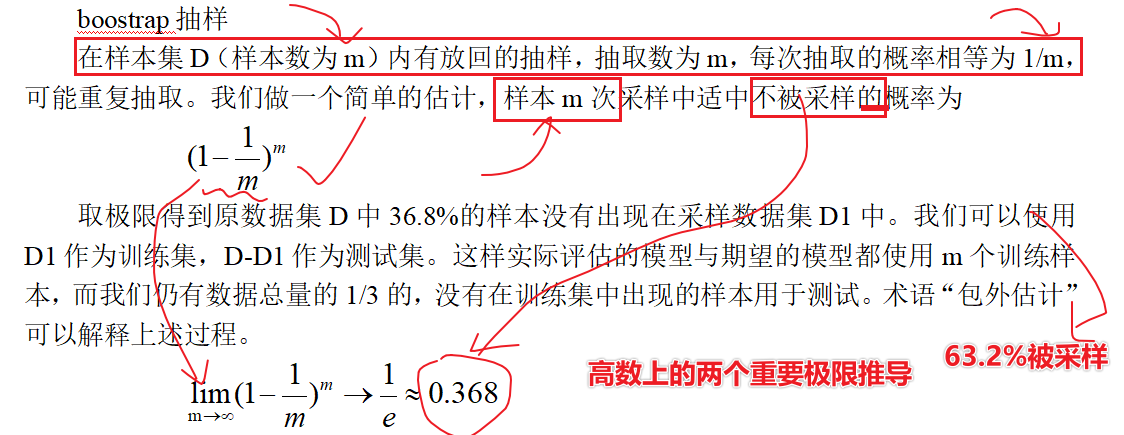 boostrap 抽样
在样本集 D（样本数为 m）内有放回的抽样，抽取数为 m，每次抽取的概率相等为 1/m，
可能重复抽取。我们做一个简单的估计，样本 m 次采样中适中不被采样的概率为
(1 − 1/m)^m
取极限得到原数据集 D 中 36.8%的样本没有出现在采样数据集 D1 中。我们可以使用
D1 作为训练集，D-D1 作为测试集。这样实际评估的模型与期望的模型都使用 m 个训练样
本，而我们仍有数据总量的 1/3 的，没有在训练集中出现的样本用于测试。术语“包外估计”
可以解释上述过程。
63.2%被采样
高数上的两个重要极限推导
lim m→∞ (1 − 1/m)^m → 1/e ≈ 0.368